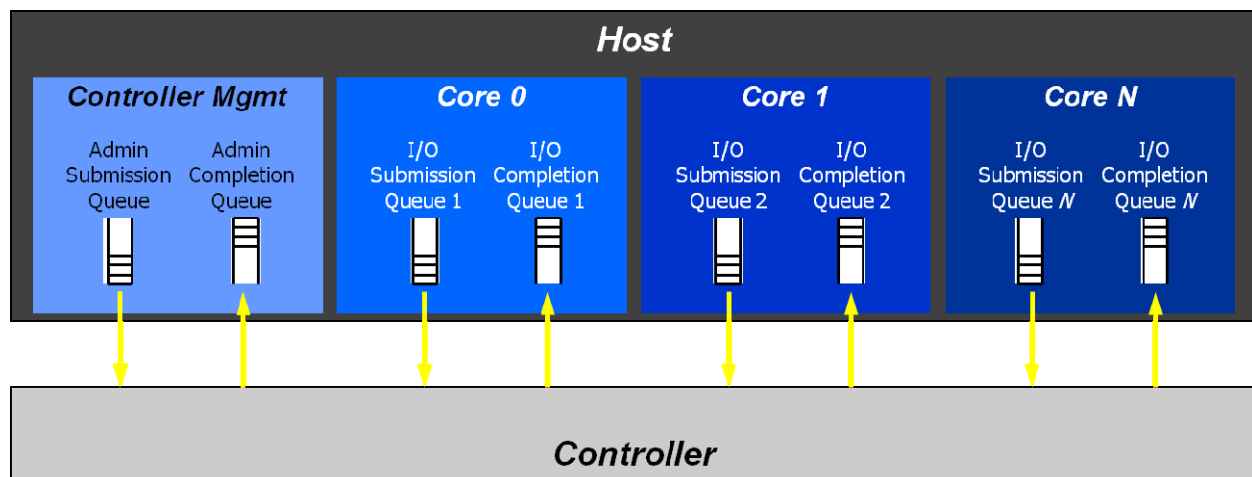 Host
Controller Mgmt
Admin
Submission
Queue
Admin
Completion
Queue
Core 0
I/O
Submission
Queue 1
I/O
Completion
Queue 1
Core 1
I/O
Submission
Queue 2
I/O
Completion
Queue 2
Core N
I/O
Submission
Queue N
I/O
Completion
Queue N
Controller